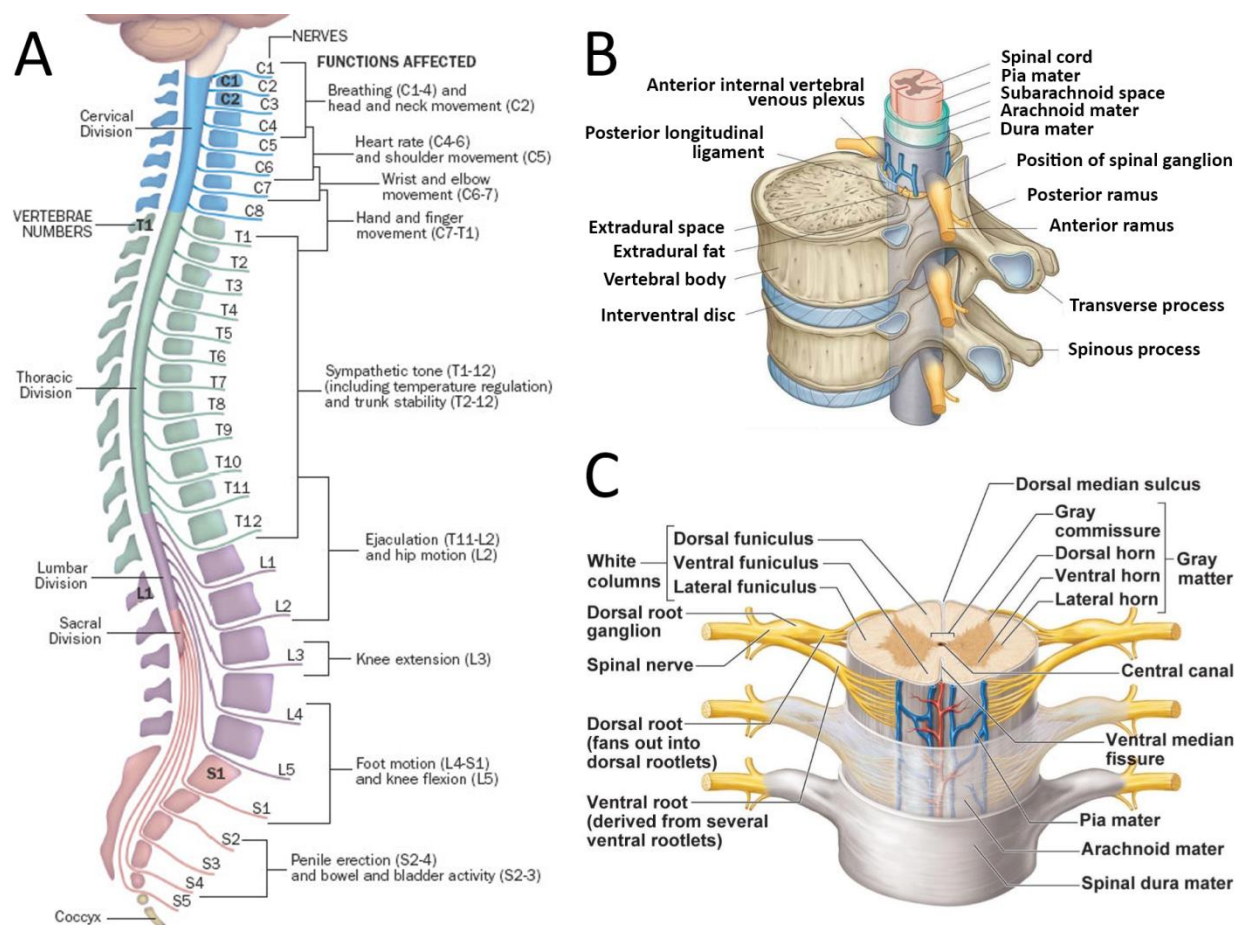 A
NERVES
FUNCTIONS AFFECTED
C1
C1
C2
C2
C3
C4
C5
C6
C7
C8
Breathing (C1-4) and
head and neck movement (C2)
Cervical
Division
Heart rate (C4-6)
and shoulder movement (C5)
Wrist and elbow
movement (C6-7)
Hand and finger
movement (C7-T1)
VERTEBRAE
NUMBERS
T1
T1
T2
T3
T4
T5
T6
T7
T8
T9
T10
T11
T12
Thoracic
Division
Sympathetic tone (T1-12)
(including temperature regulation)
and trunk stability (T2-12)
Ejaculation (T11-L2)
and hip motion (L2)
Lumbar
Division
L1
L1
L2
Sacral
Division
L3
Knee extension (L3)
L4
L5
Foot motion (L4-S1)
and knee flexion (L5)
S1
S1
S2
S3
S4
S5
Penile erection (S2-4)
and bowel and bladder activity (S2-3)
Coccyx
B
Spinal cord
Pia mater
Subarachnoid space
Arachnoid mater
Dura mater
Anterior internal vertebral
venous plexus
Posterior longitudinal
ligament
Position of spinal ganglion
Posterior ramus
Anterior ramus
Extradural space
Extradural fat
Vertebral body
Interventral disc
Transverse process
Spinous process
C
Dorsal median sulcus
Gray
commissure
Dorsal horn
Ventral horn
Lateral horn
Gray
matter
White
columns
Dorsal funiculus
Ventral funiculus
Lateral funiculus
Dorsal root
ganglion
Spinal nerve
Central canal
Dorsal root
(fans out into
dorsal rootlets)
Ventral median
fissure
Ventral root
(derived from several
ventral rootlets)
Pia mater
Arachnoid mater
Spinal dura mater